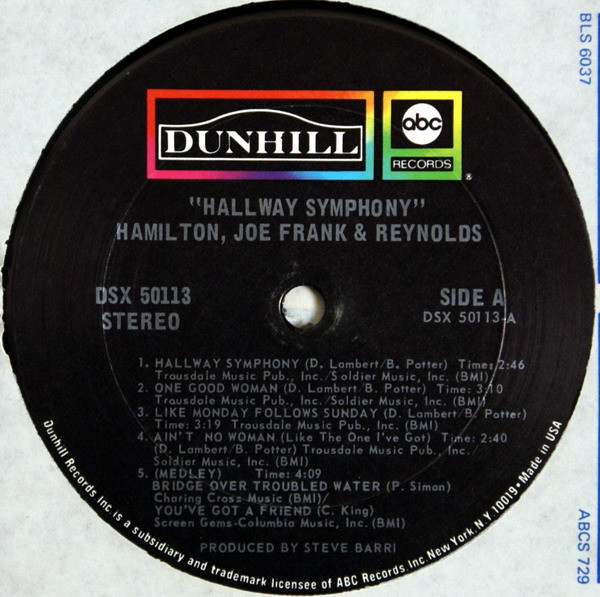 BLS 6037
DUNHILL
abc
RECORDS
®
"HALLWAY SYMPHONY"
HAMILTON, JOE FRANK & REYNOLDS
DSX 50113
STEREO
SIDE A
DSX 50113-A
1. HALLWAY SYMPHONY (D. Lambert/B. Potter) Time: 2:46
Trousdale Music Pub., Inc./Soldier Music, Inc. (BMI)
2. ONE GOOD WOMAN (D. Lambert/B. Potter) Time: 3:10
Trousdale Music Pub., Inc./Soldier Music, Inc. (BMI)
3. LIKE MONDAY FOLLOWS SUNDAY (D. Lambert/B. Potter)
Time: 3:19 Trousdale Music Pub., Inc. (BMI)
4. AIN'T NO WOMAN (Like The One I've Got) Time: 2:40
(D. Lambert/B. Potter) Trousdale Music Pub., Inc./
Soldier Music, Inc. (BMI)
5. (MEDLEY) Time: 4:09
BRIDGE OVER TROUBLED WATER (P. Simon)
Charing Cross Music (BMI)/
YOU'VE GOT A FRIEND (C. King)
Screen Gems-Columbia Music, Inc. (BMI)
PRODUCED BY STEVE BARRI
Dunhill Records Inc. is a subsidiary and trademark licensee of ABC Records, Inc. New York, N.Y. 10019 • Made in USA
ABCS 729